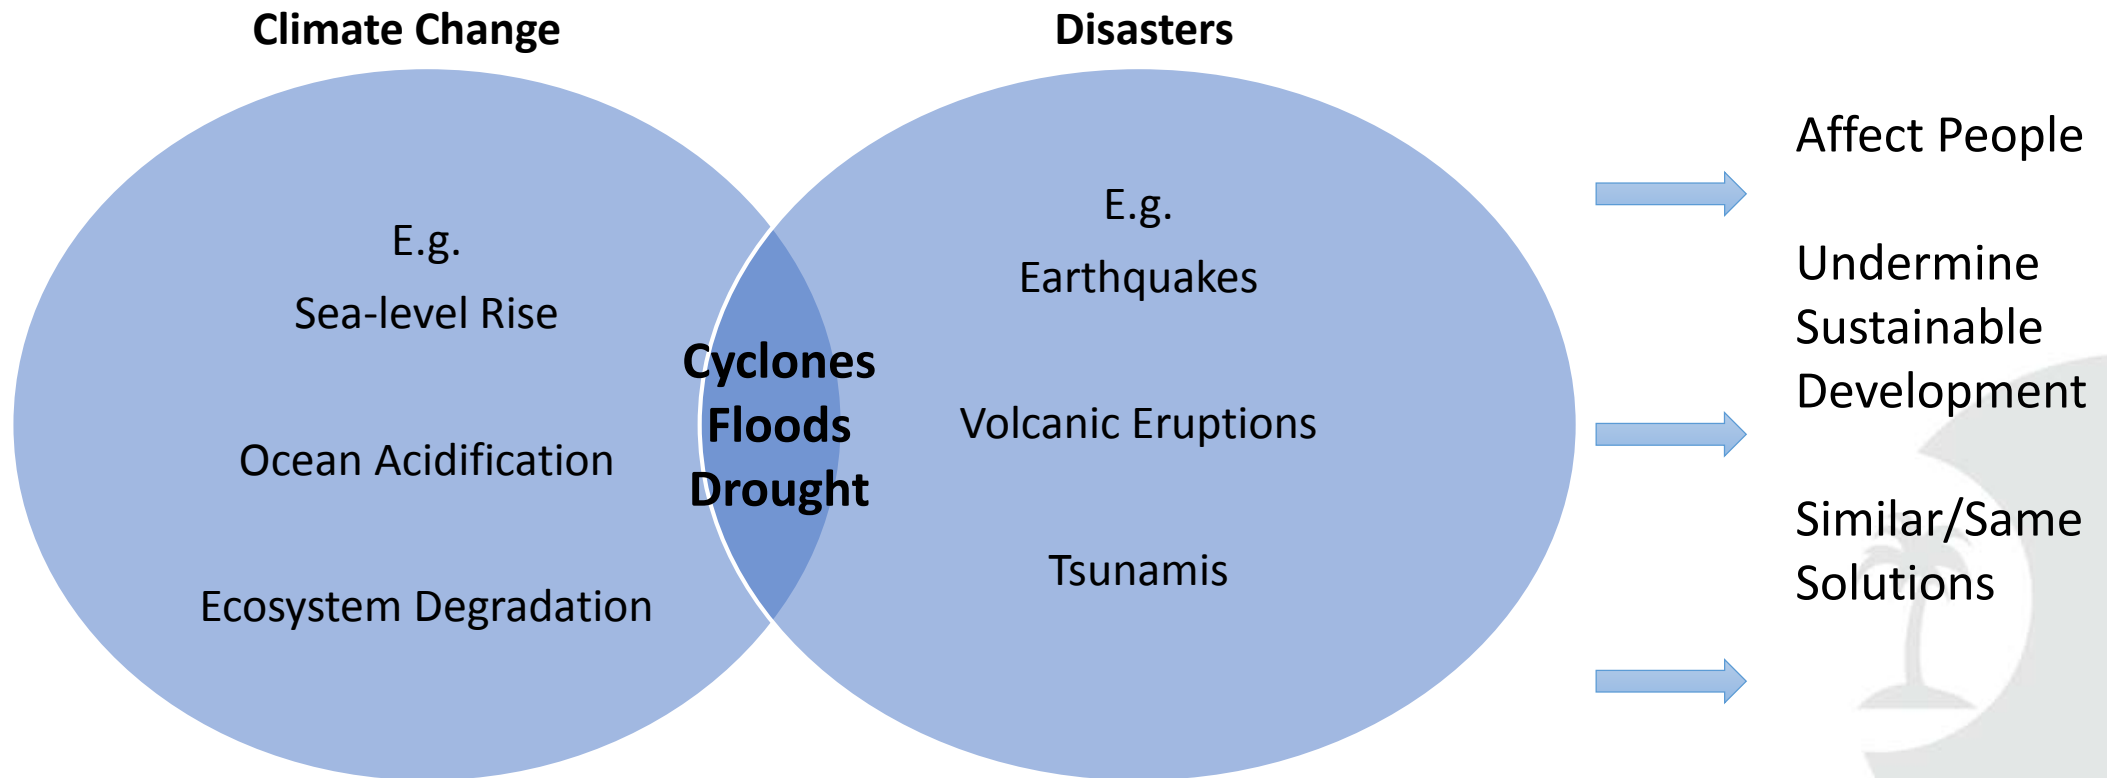 Climate Change
Disasters
E.g.
Sea-level Rise
Ocean Acidification
Ecosystem Degradation
Cyclones
Floods
Drought
E.g.
Earthquakes
Volcanic Eruptions
Tsunamis
Affect People
Undermine
Sustainable
Development
Similar/Same
Solutions